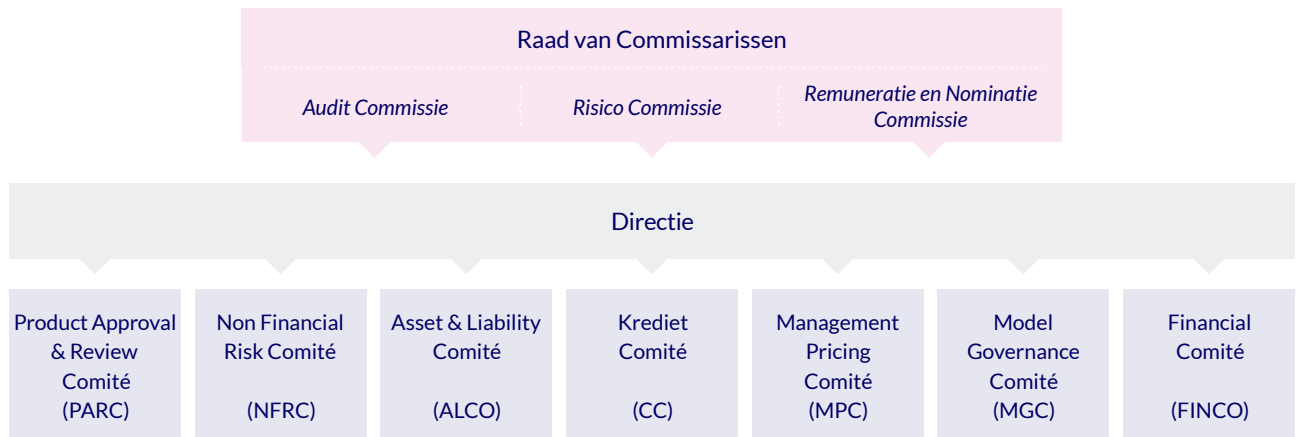 Raad van Commissarissen
Audit Commissie
Risico Commissie
Remuneratie en Nominatie
Commissie
Directie
Product Approval
& Review
Comité
(PARC)
Non Financial
Risk Comité
(NFRC)
Asset & Liability
Comité
(ALCO)
Krediet
Comité
(CC)
Management
Pricing
Comité
(MPC)
Model
Governance
Comité
(MGC)
Financial
Comité
(FINCO)